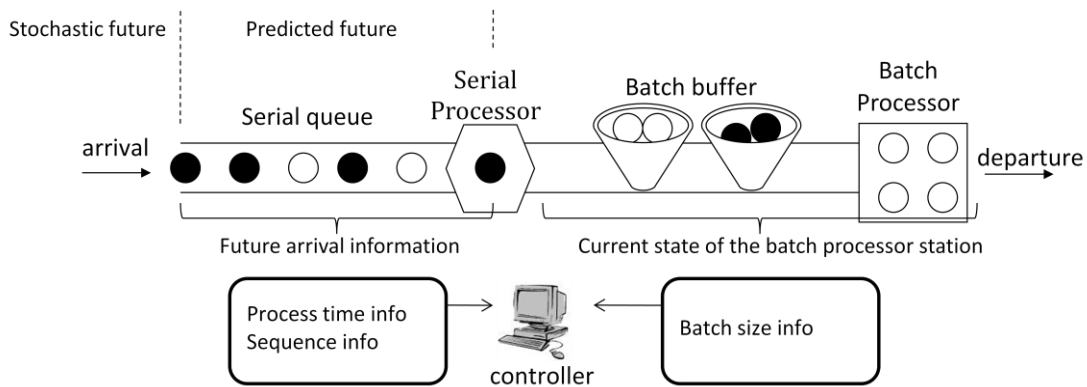 Stochastic future
Predicted future
Serial
Processor
Batch
Processor
Batch buffer
Serial queue
arrival
departure
Future arrival information
Current state of the batch processor station
Process time info
Sequence info
Batch size info
controller